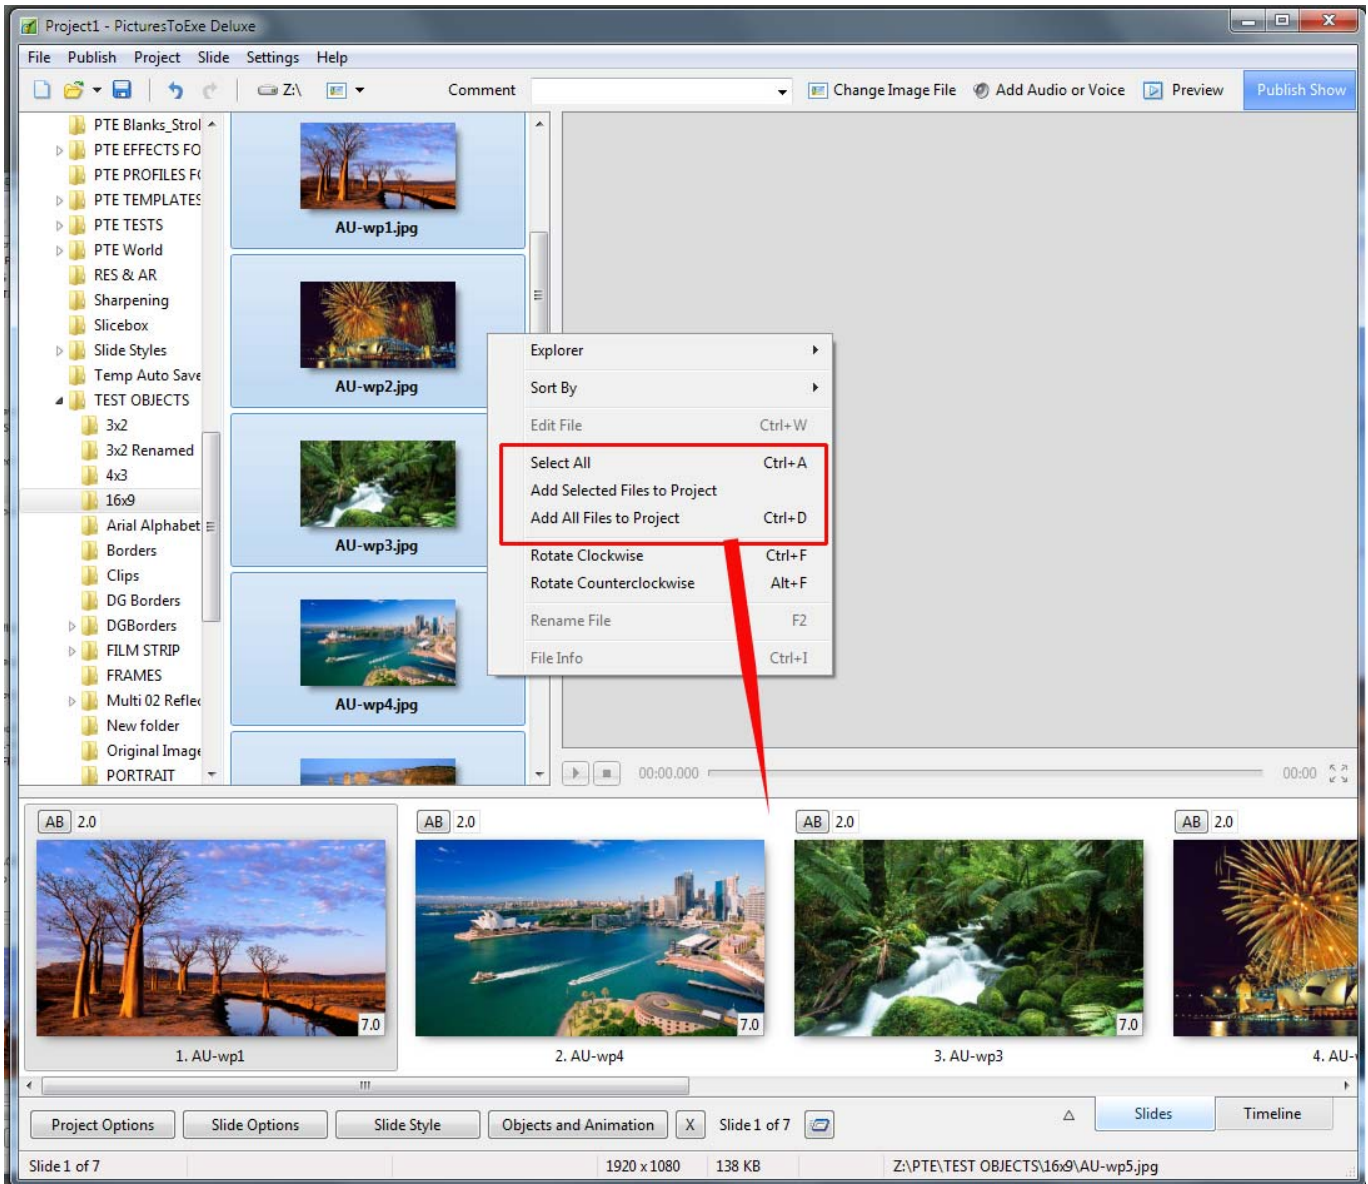 Project1 - PicturesToExe Deluxe
File Publish Project Slide Settings Help
Z:\ Comment Change Image File Add Audio or Voice Preview Publish Show
PTE Blanks_Strol
PTE EFFECTS FO
PTE PROFILES F
PTE TEMPLATES
PTE TESTS
PTE World
RES & AR
Sharpening
Slicebox
Slide Styles
Temp Auto Save
TEST OBJECTS
3x2
3x2 Renamed
4x3
16x9
Arial Alphabet
Borders
Clips
DG Borders
DGBorders
FILM STRIP
FRAMES
Multi 02 Reflec
New folder
Original Image
PORTRAIT
AU-wp1.jpg
AU-wp2.jpg
AU-wp3.jpg
AU-wp4.jpg
Explorer
Sort By
Edit File Ctrl+W
Select All Ctrl+A
Add Selected Files to Project
Add All Files to Project Ctrl+D
Rotate Clockwise Ctrl+F
Rotate Counterclockwise Alt+F
Rename File F2
File Info Ctrl+I
00:00.000 00:00
AB 2.0 AB 2.0 AB 2.0 AB 2.0
7.0 7.0 7.0
1. AU-wp1 2. AU-wp4 3. AU-wp3 4. AU-
Project Options Slide Options Slide Style Objects and Animation X Slide 1 of 7 Slides Timeline
Slide 1 of 7 1920 x 1080 138 KB Z:\PTE\TEST OBJECTS\16x9\AU-wp5.jpg